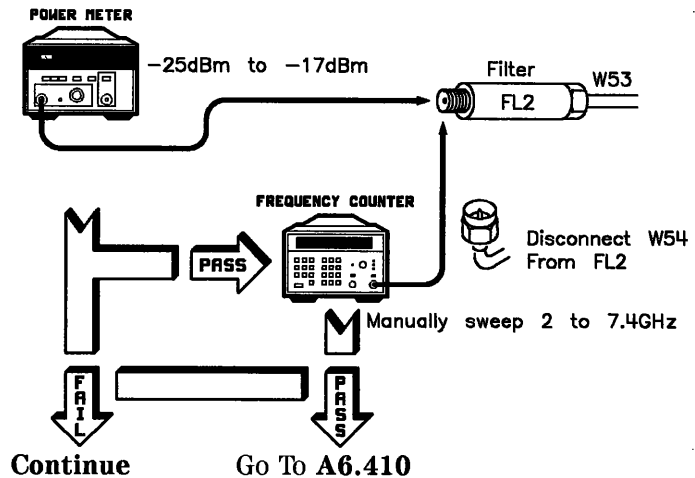 POWER METER
-25dBm to -17dBm
Filter
W53
FL2
FREQUENCY COUNTER
Disconnect W54
From FL2
PASS
Manually sweep 2 to 7.4GHz
FAIL
PASS
Continue
Go To A6.410